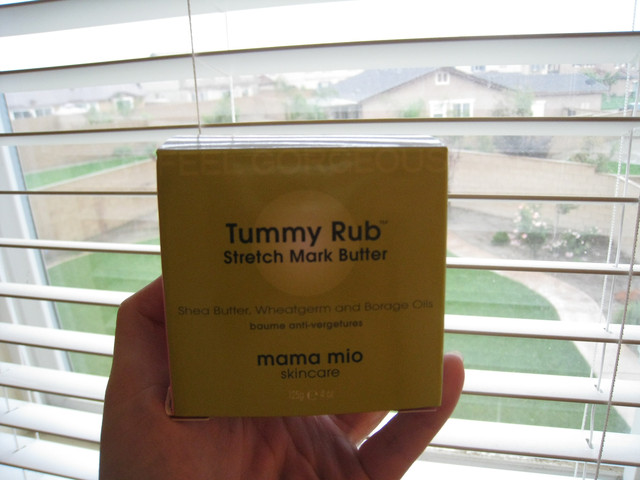 FEEL GORGEOUS
Tummy Rub™
Stretch Mark Butter
Shea Butter, Wheatgerm and Borage Oils
baume anti-vergetures
mama mio
skincare